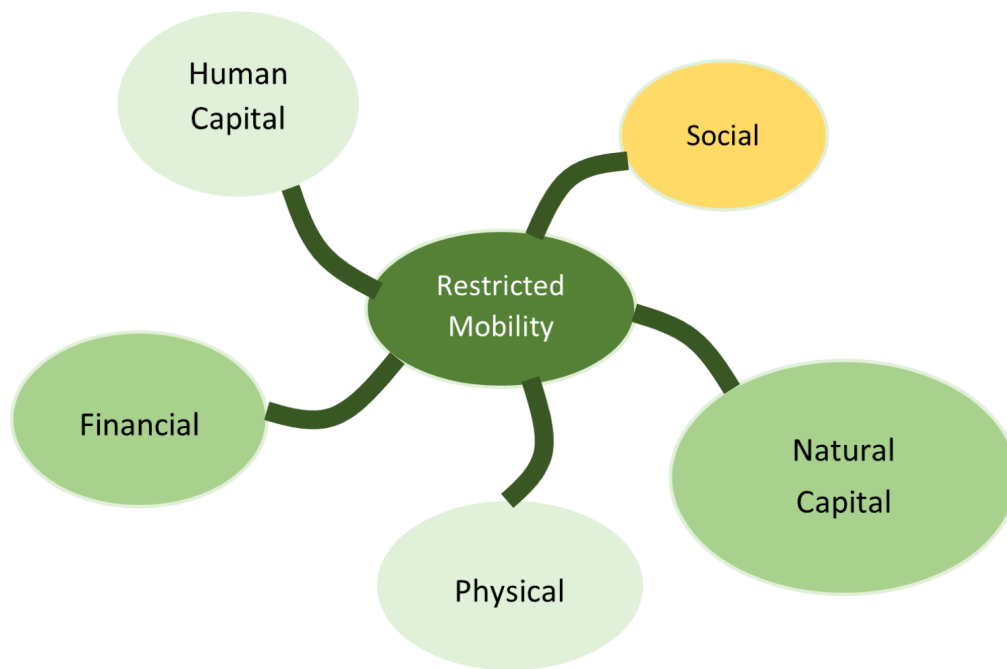 Human
Capital
Social
Restricted
Mobility
Financial
Natural
Capital
Physical